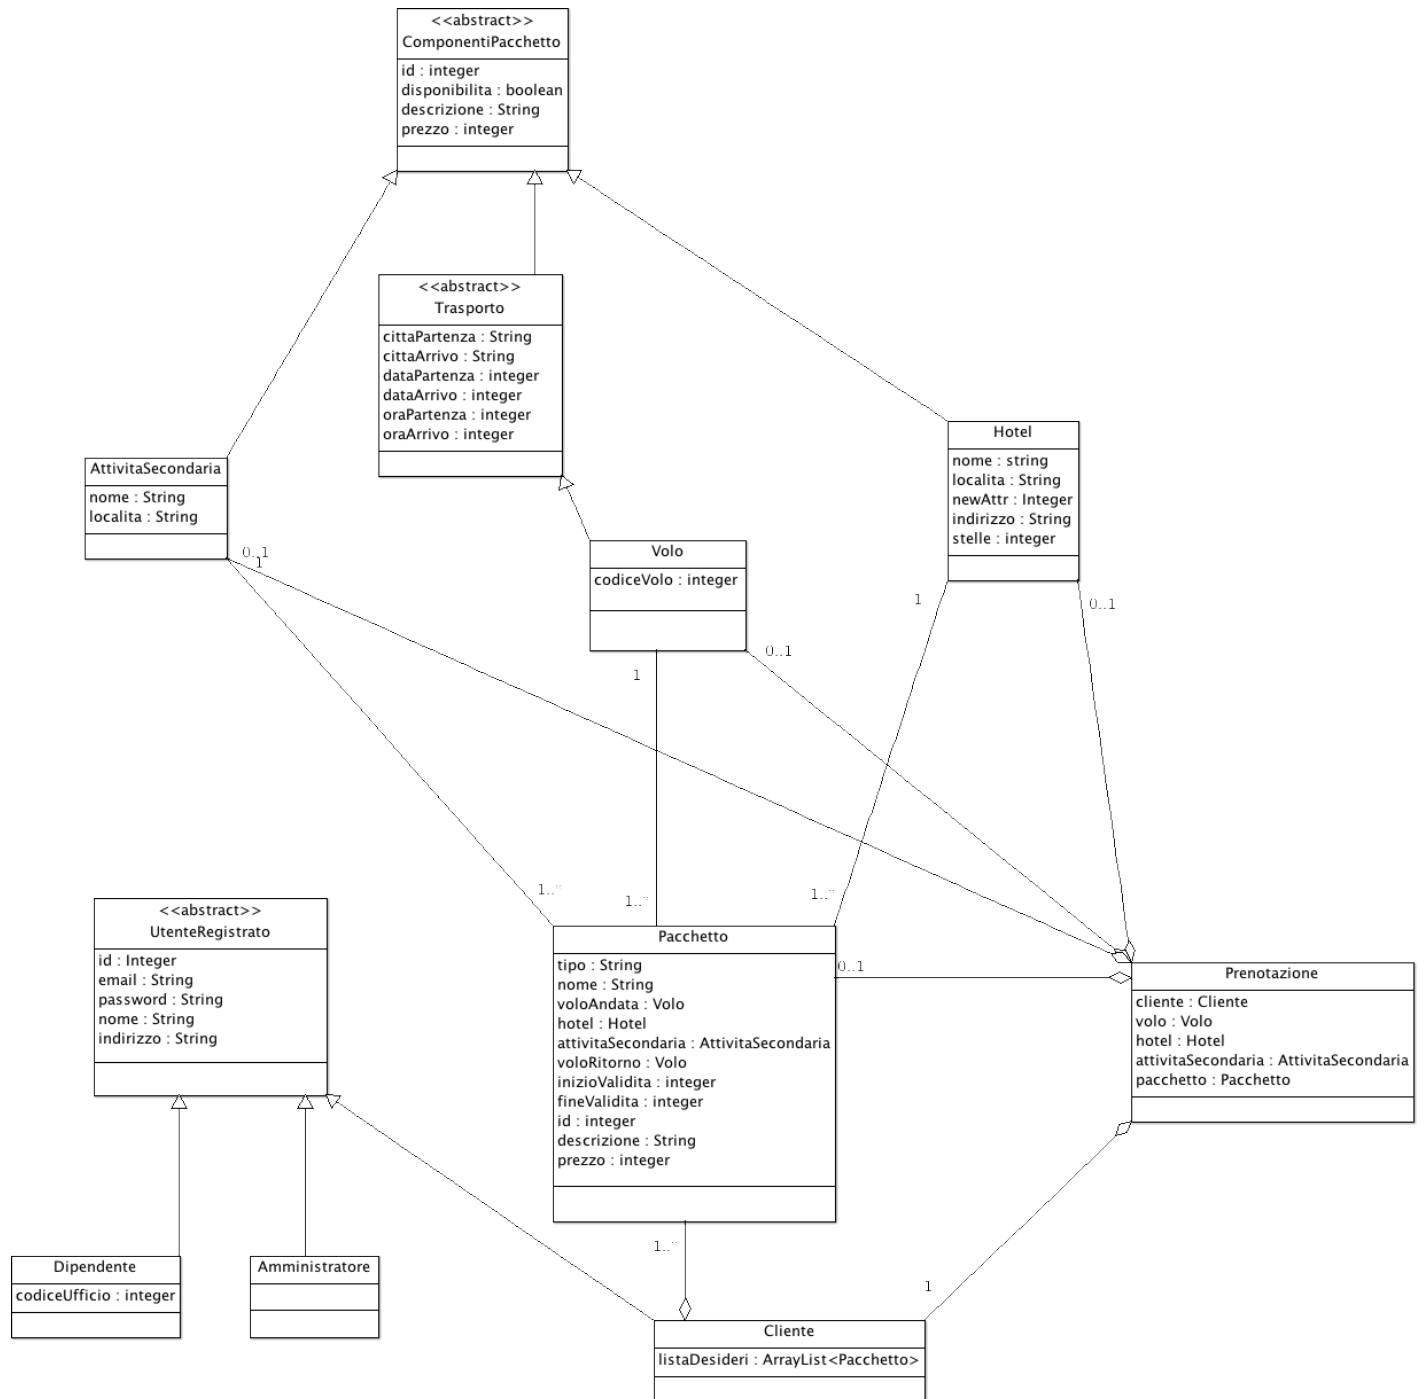 <<abstract>>
ComponentiPacchetto
id : integer
disponibilita : boolean
descrizione : String
prezzo : integer
<<abstract>>
Trasporto
cittaPartenza : String
cittaArrivo : String
dataPartenza : integer
dataArrivo : integer
oraPartenza : integer
oraArrivo : integer
Hotel
nome : string
localita : String
newAttr : Integer
indirizzo : String
stelle : integer
AttivitaSecondaria
nome : String
localita : String
0..1
1
Volo
codiceVolo : integer
1
0..1
1
0..1
1..*
1..*
1..*
<<abstract>>
UtenteRegistrato
id : Integer
email : String
password : String
nome : String
indirizzo : String
Pacchetto
tipo : String
nome : String
voloAndata : Volo
hotel : Hotel
attivitaSecondaria : AttivitaSecondaria
voloRitorno : Volo
inizioValidita : integer
fineValidita : integer
id : integer
descrizione : String
prezzo : integer
0..1
Prenotazione
cliente : Cliente
volo : Volo
hotel : Hotel
attivitaSecondaria : AttivitaSecondaria
pacchetto : Pacchetto
1..*
1
Dipendente
codiceUfficio : integer
Amministratore
Cliente
listaDesideri : ArrayList<Pacchetto>